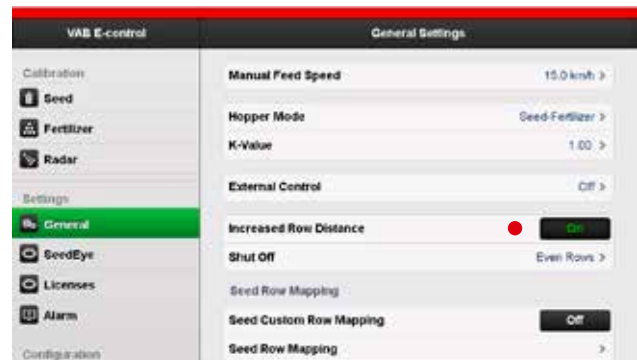 VAB E-control
General Settings
Calibration
Seed
Fertilizer
Radar
Settings
General
SeedEye
Licenses
Alarm
Configuration
Manual Feed Speed 15.0 km/h >
Hopper Mode Seed-Fertilizer >
K-Value 1.00 >
External Control Off >
Increased Row Distance On
Shut Off Even Rows >
Seed Row Mapping
Seed Custom Row Mapping Off
Seed Row Mapping >